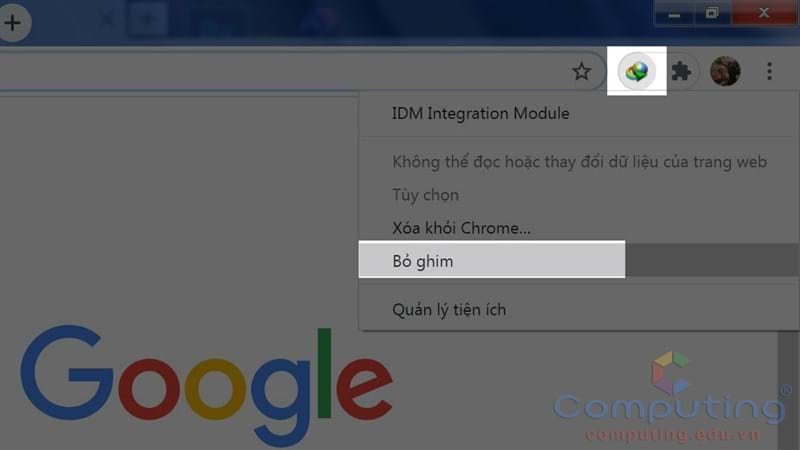 IDM Integration Module
Không thể đọc hoặc thay đổi dữ liệu của trang web
Tùy chọn
Xóa khỏi Chrome...
Bỏ ghim
Quản lý tiện ích
Google
Computing®
computing.edu.vn